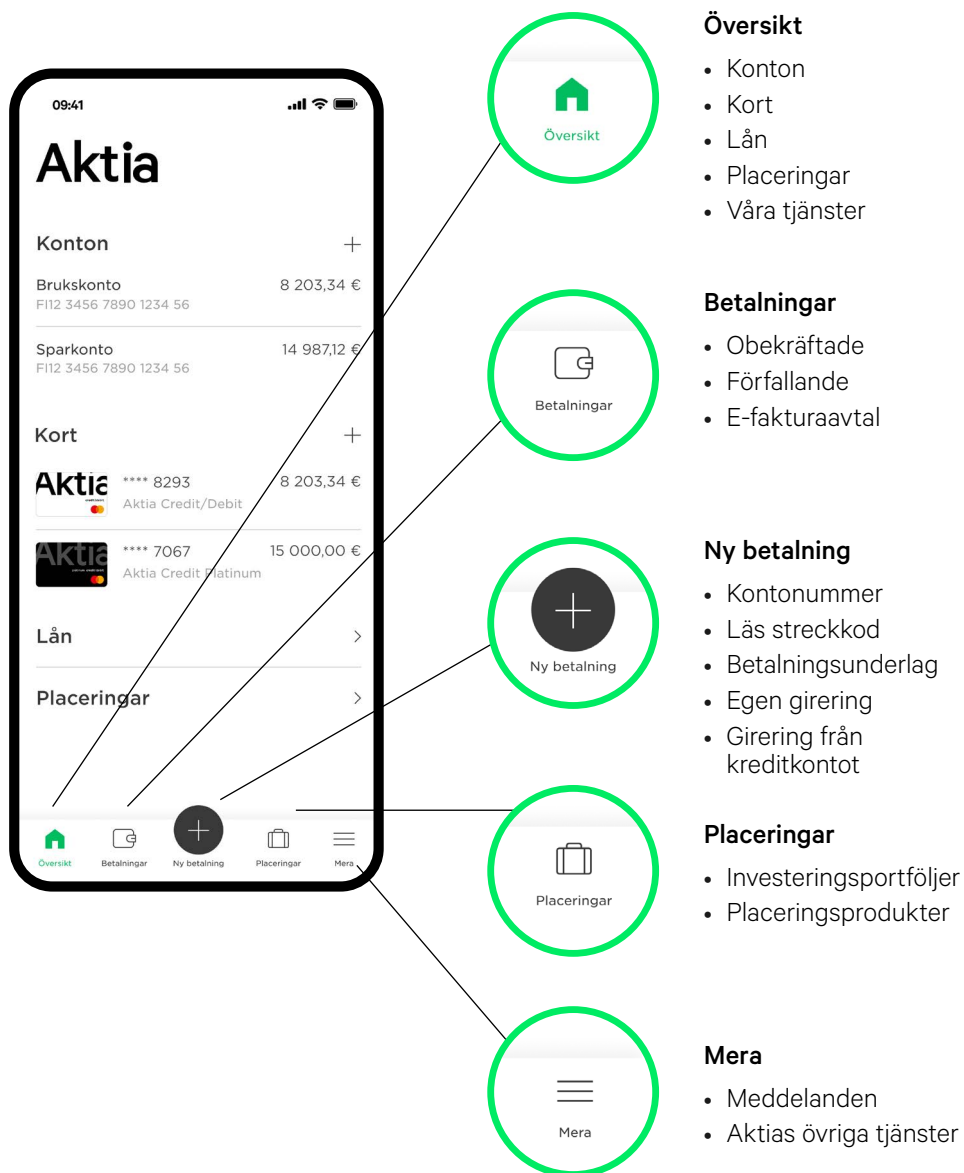 09:41
Aktia
Konton
Brukskonto 8 203,34 €
FI12 3456 7890 1234 56
Sparkonto 14 987,12 €
FI12 3456 7890 1234 56
Kort
Aktia **** 8293 8 203,34 €
Aktia Credit/Debit
Aktia **** 7067 15 000,00 €
Aktia Credit Platinum
Lån
Placeringar
Översikt Betalningar Ny betalning Placeringar Mera
Översikt
Översikt
• Konton
• Kort
• Lån
• Placeringar
• Våra tjänster
Betalningar
Betalningar
• Obekräftade
• Förfallande
• E-fakturaavtal
Ny betalning
Ny betalning
• Kontonummer
• Läs streckkod
• Betalningsunderlag
• Egen girering
• Girering från
kreditkontot
Placeringar
Placeringar
• Investeringsportföljer
• Placeringsprodukter
Mera
Mera
• Meddelanden
• Aktias övriga tjänster